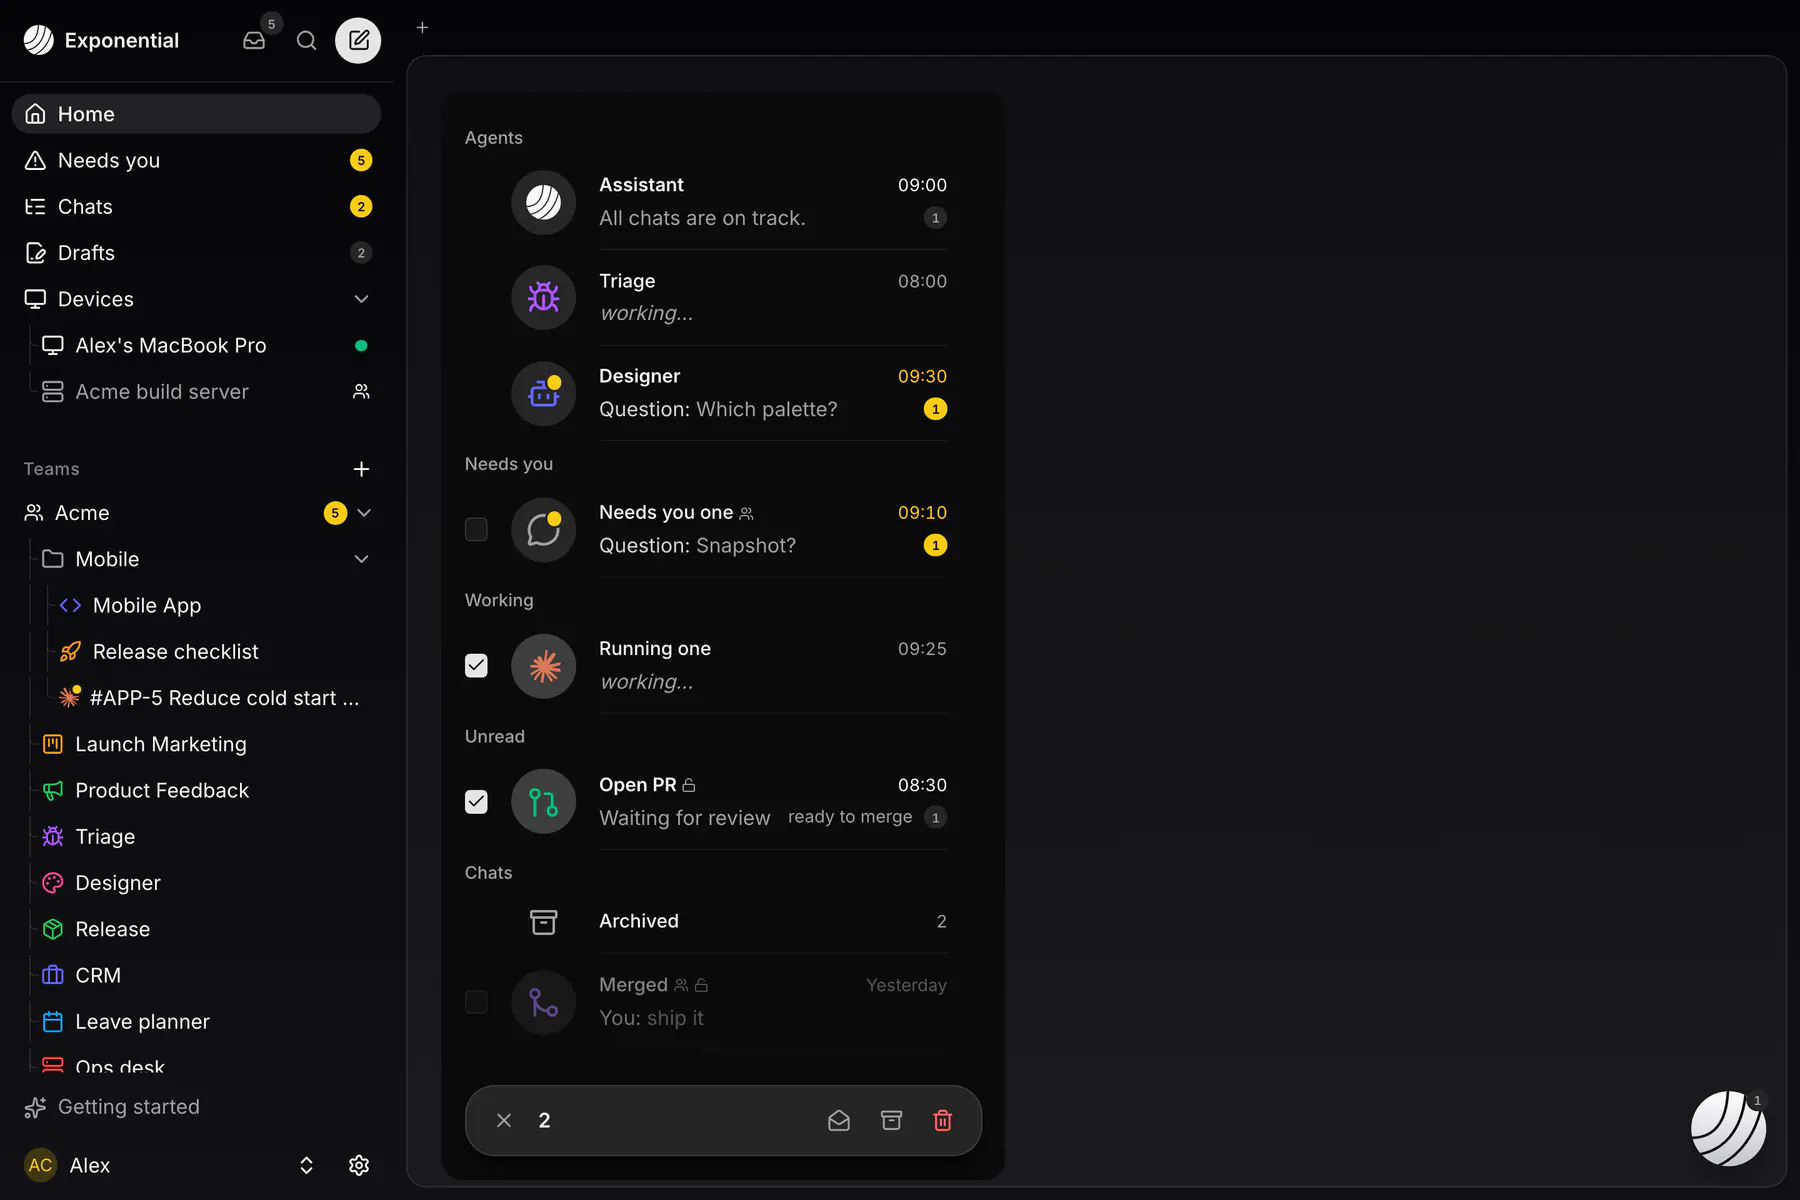 Exponential
5
Home
Needs you
5
Chats
2
Drafts
2
Devices
Alex's MacBook Pro
Acme build server
Teams
Acme
5
Mobile
Mobile App
Release checklist
#APP-5 Reduce cold start ...
Launch Marketing
Product Feedback
Triage
Designer
Release
CRM
Leave planner
Ops desk
Getting started
AC
Alex
Agents
Assistant
09:00
All chats are on track.
1
Triage
08:00
working...
Designer
09:30
Question: Which palette?
1
Needs you
Needs you one
09:10
Question: Snapshot?
1
Working
Running one
09:25
working...
Unread
Open PR
08:30
Waiting for review
ready to merge
1
Chats
Archived
2
Merged
Yesterday
You: ship it
2
1